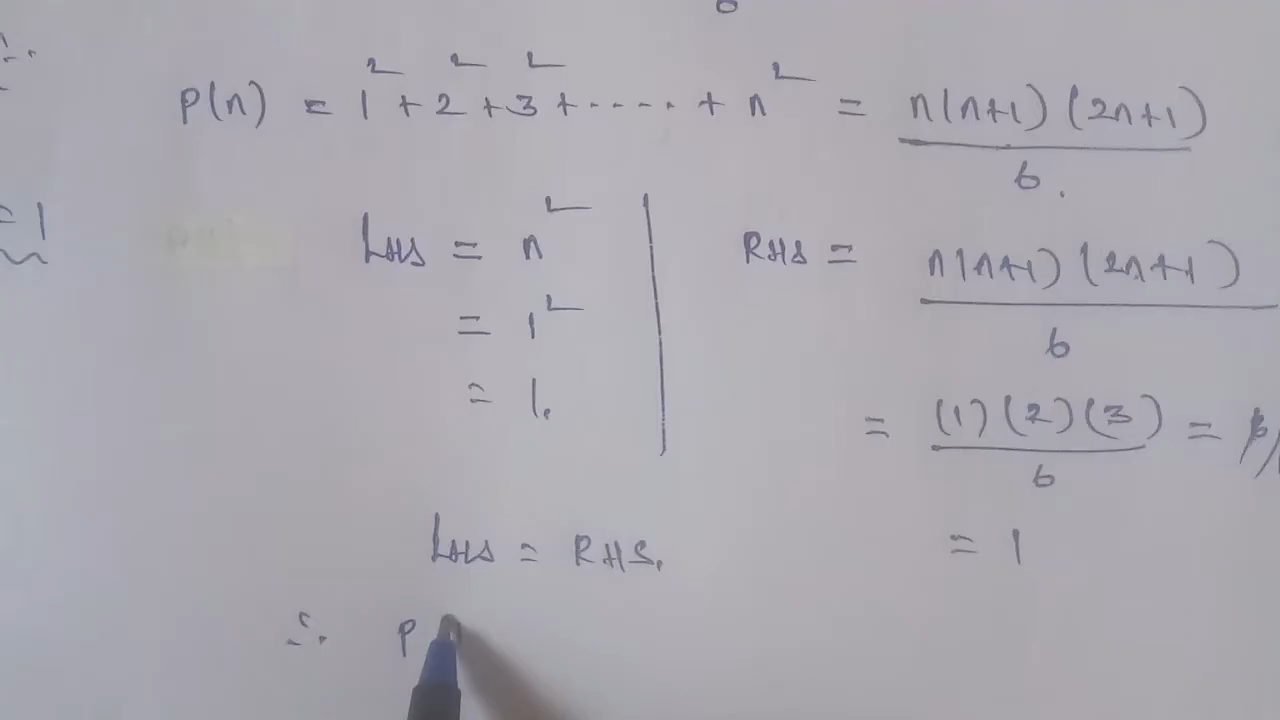 6
∴
P(n) = 1² + 2² + 3² + ..... + n² = n(n+1)(2n+1)
6.
= 1
LHS = n² | RHS = n(n+1)(2n+1)
6
= 1²
= 1. = (1)(2)(3) = 6/
6
LHS = RHS. = 1
∴ P